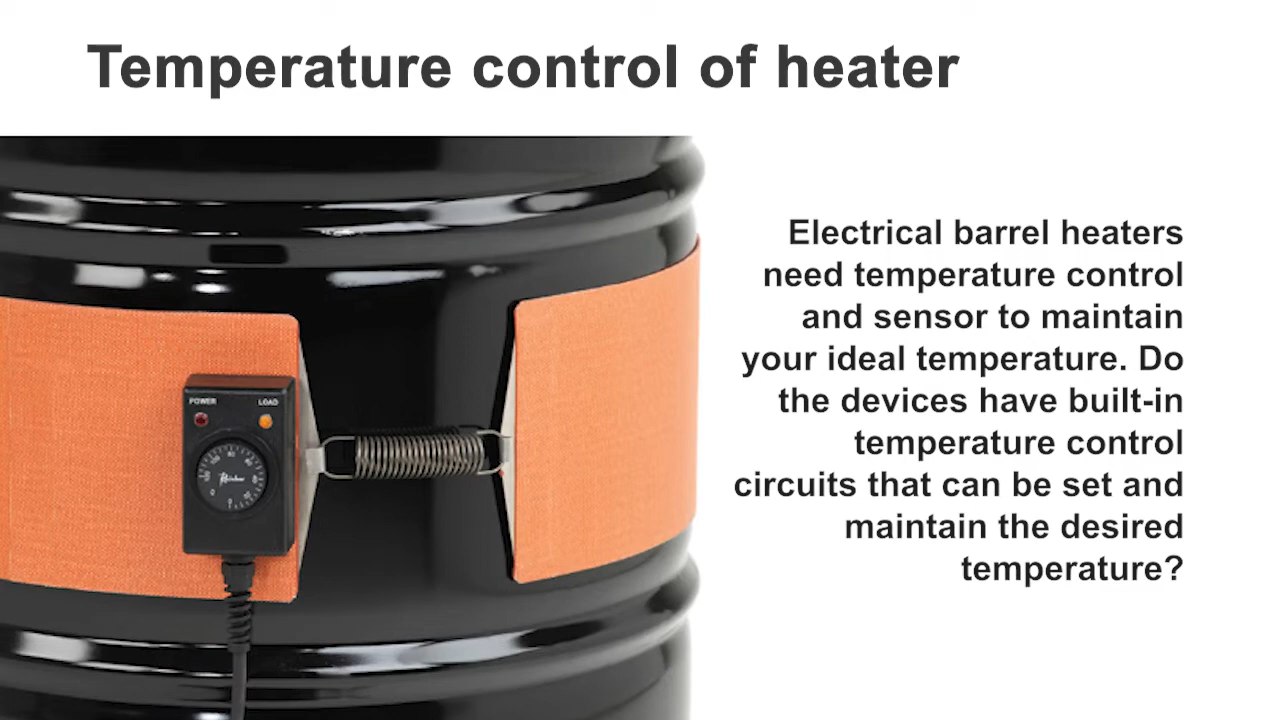 Temperature control of heater
Electrical barrel heaters
need temperature control
and sensor to maintain
your ideal temperature. Do
the devices have built-in
temperature control
circuits that can be set and
maintain the desired
temperature?
POWER LOAD
Rainbow